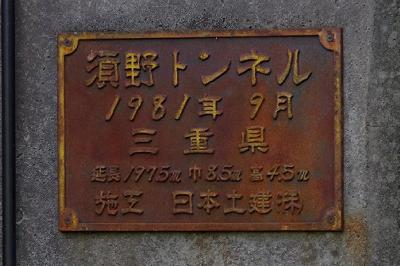 須野トンネル
1981年9月
三重県
延長197.5m 巾8.5m 高4.5m
施工 日本土建(株)